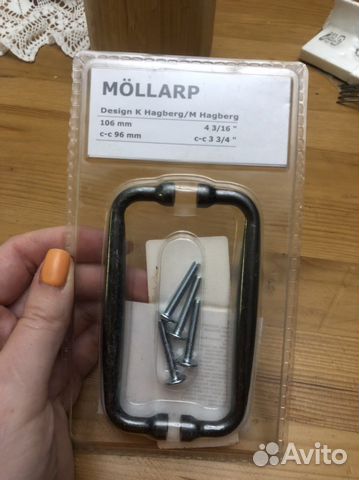 MÖLLARP
Design K Hagberg/M Hagberg
106 mm 4 3/16 "
c-c 96 mm c-c 3 3/4 "
Avito